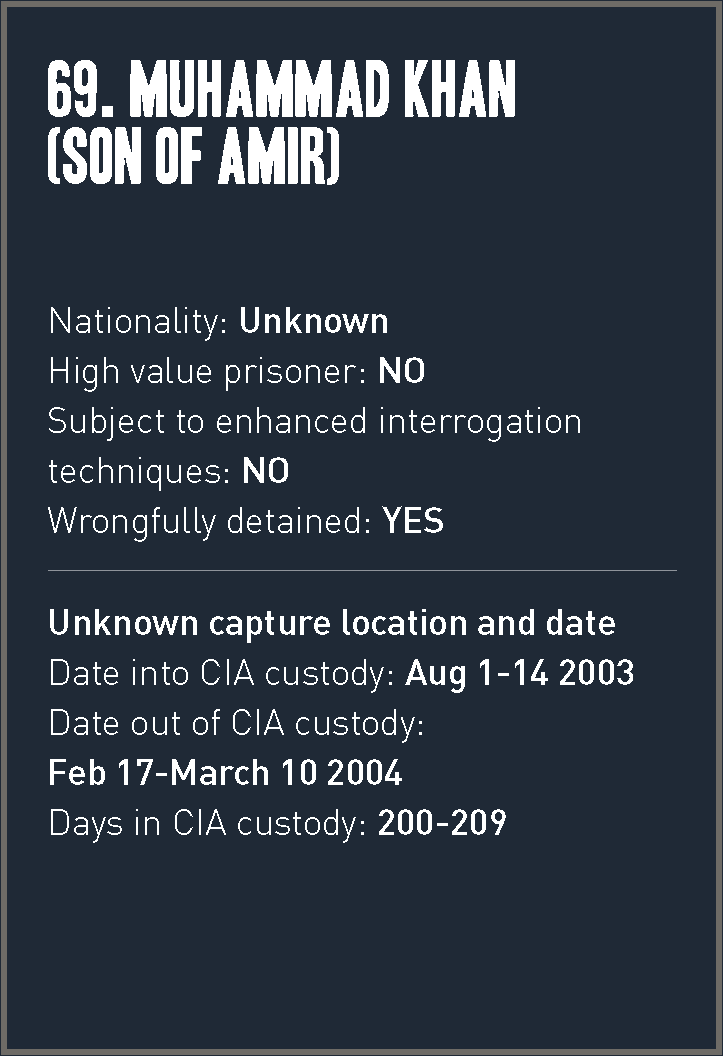 69. MUHAMMAD KHAN
(SON OF AMIR)
Nationality: Unknown
High value prisoner: NO
Subject to enhanced interrogation
techniques: NO
Wrongfully detained: YES
Unknown capture location and date
Date into CIA custody: Aug 1-14 2003
Date out of CIA custody:
Feb 17-March 10 2004
Days in CIA custody: 200-209